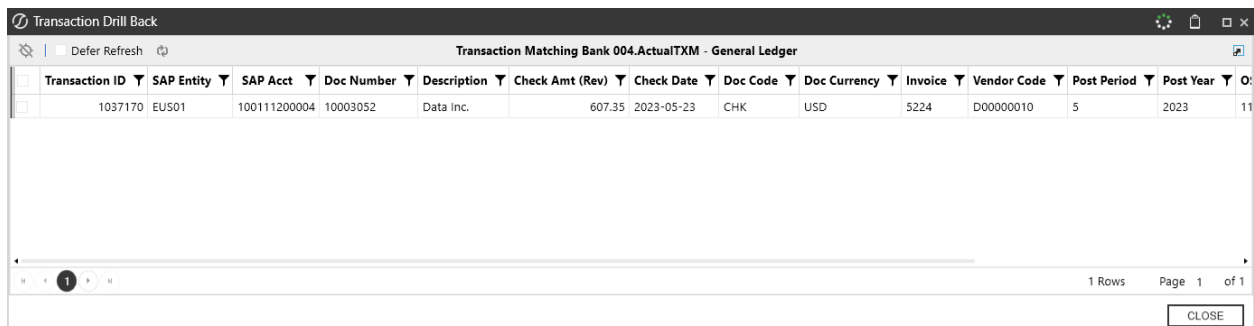 Transaction Drill Back
Defer Refresh
Transaction Matching Bank 004.ActualTXM - General Ledger
Transaction ID SAP Entity SAP Acct Doc Number Description Check Amt (Rev) Check Date Doc Code Doc Currency Invoice Vendor Code Post Period Post Year
1037170 EUS01 100111200004 10003052 Data Inc. 607.35 2023-05-23 CHK USD 5224 D00000010 5 2023 11
1 1 Rows Page 1 of 1
CLOSE